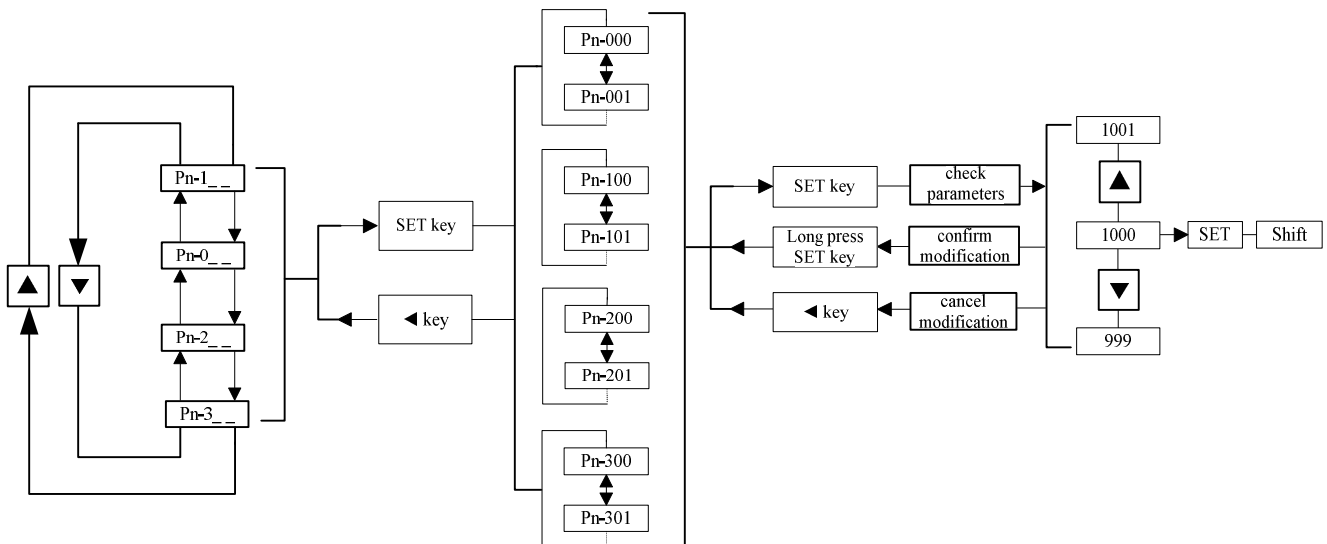 Pn-1_ _
Pn-0_ _
Pn-2_ _
Pn-3_ _
SET key
◄ key
Pn-000
Pn-001
Pn-100
Pn-101
Pn-200
Pn-201
Pn-300
Pn-301
SET key
check
parameters
Long press
SET key
confirm
modification
◄ key
cancel
modification
1001
1000
999
SET
Shift